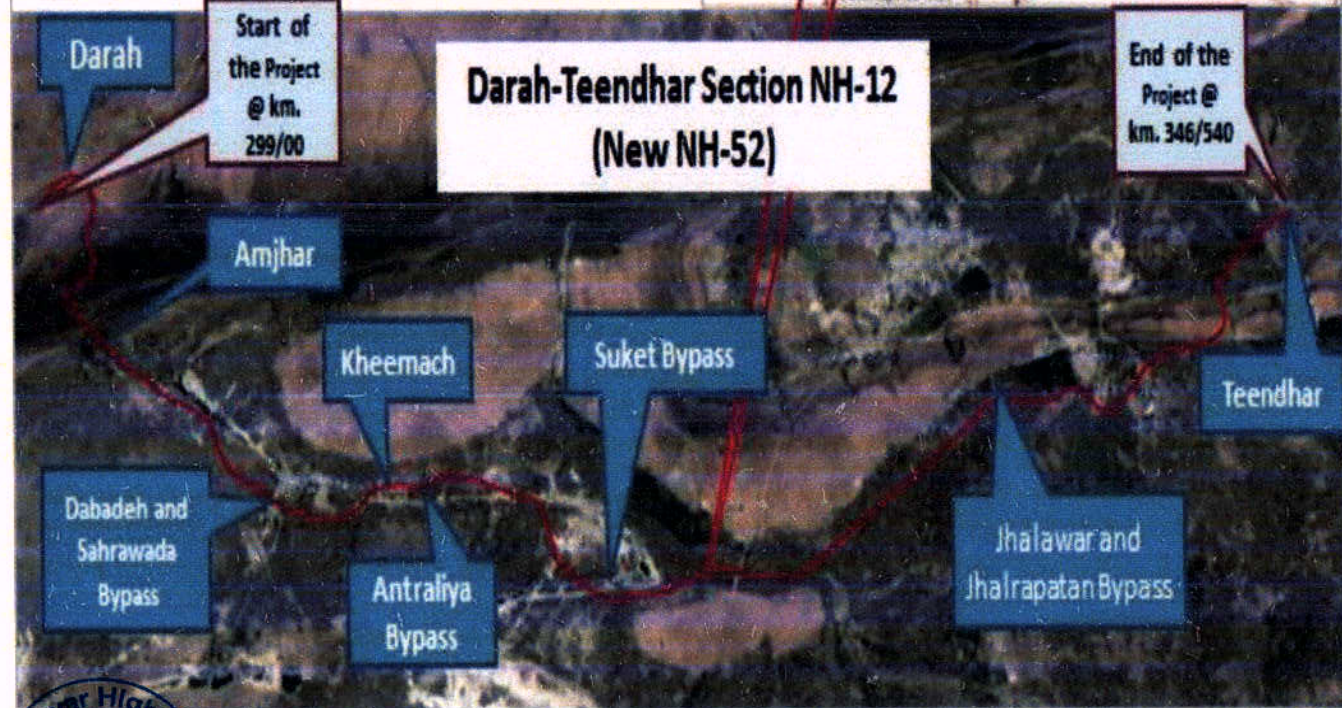 Darah
Start of
the Project
@ km.
299/00
Darah-Teendhar Section NH-12
(New NH-52)
End of the
Project @
km. 346/540
Amjhar
Kheemach
Suket Bypass
Teendhar
Dabadeh and
Sahrawada
Bypass
Antraliya
Bypass
Jhalawar and
Jhalrapatan Bypass